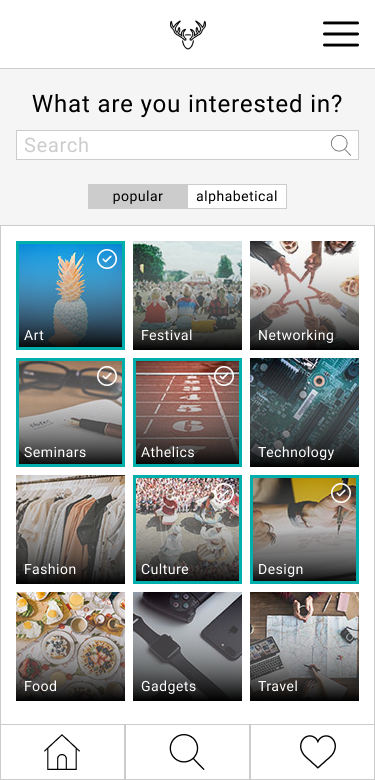 What are you interested in?
Search
popular alphabetical
Art Festival Networking
Seminars Athelics Technology
Fashion Culture Design
Food Gadgets Travel